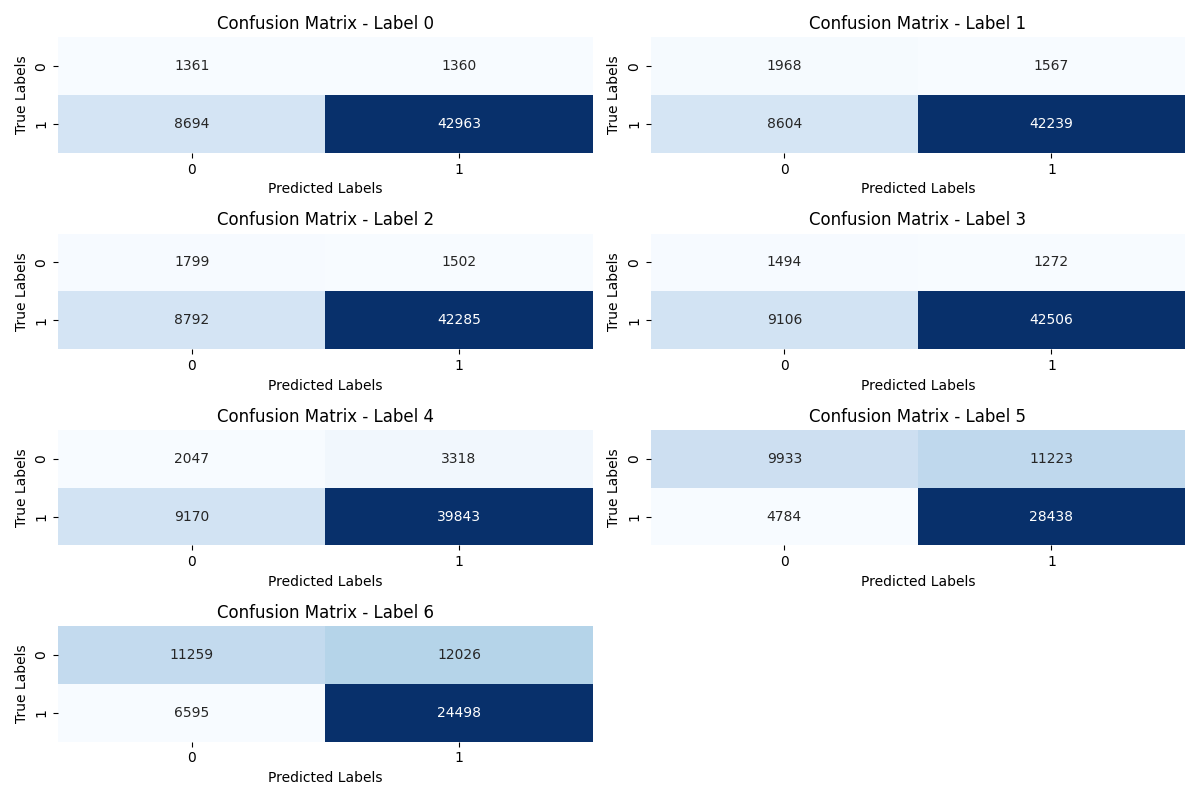 Confusion Matrix - Label 0
True Labels
0
1361
1360
1
8694
42963
0
1
Predicted Labels
Confusion Matrix - Label 1
True Labels
0
1968
1567
1
8604
42239
0
1
Predicted Labels
Confusion Matrix - Label 2
True Labels
0
1799
1502
1
8792
42285
0
1
Predicted Labels
Confusion Matrix - Label 3
True Labels
0
1494
1272
1
9106
42506
0
1
Predicted Labels
Confusion Matrix - Label 4
True Labels
0
2047
3318
1
9170
39843
0
1
Predicted Labels
Confusion Matrix - Label 5
True Labels
0
9933
11223
1
4784
28438
0
1
Predicted Labels
Confusion Matrix - Label 6
True Labels
0
11259
12026
1
6595
24498
0
1
Predicted Labels